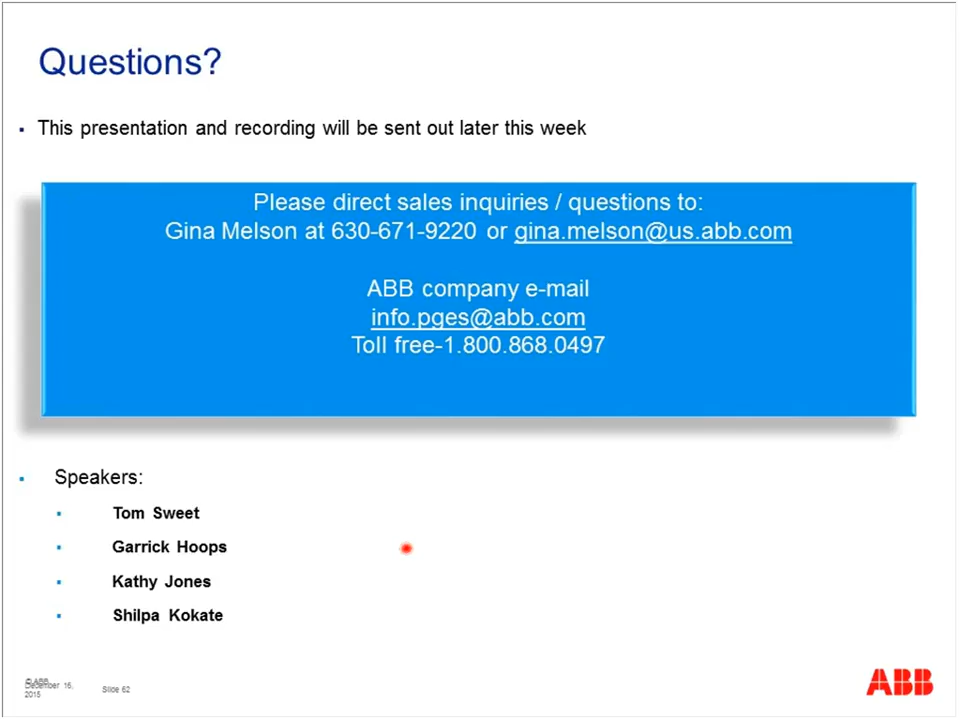 Questions?
This presentation and recording will be sent out later this week
Please direct sales inquiries / questions to:
Gina Melson at 630-671-9220 or gina.melson@us.abb.com
ABB company e-mail
info.pges@abb.com
Toll free-1.800.868.0497
Speakers:
Tom Sweet
Garrick Hoops
Kathy Jones
Shilpa Kokate
© ABB
December 16,
2015
Slide 62
ABB